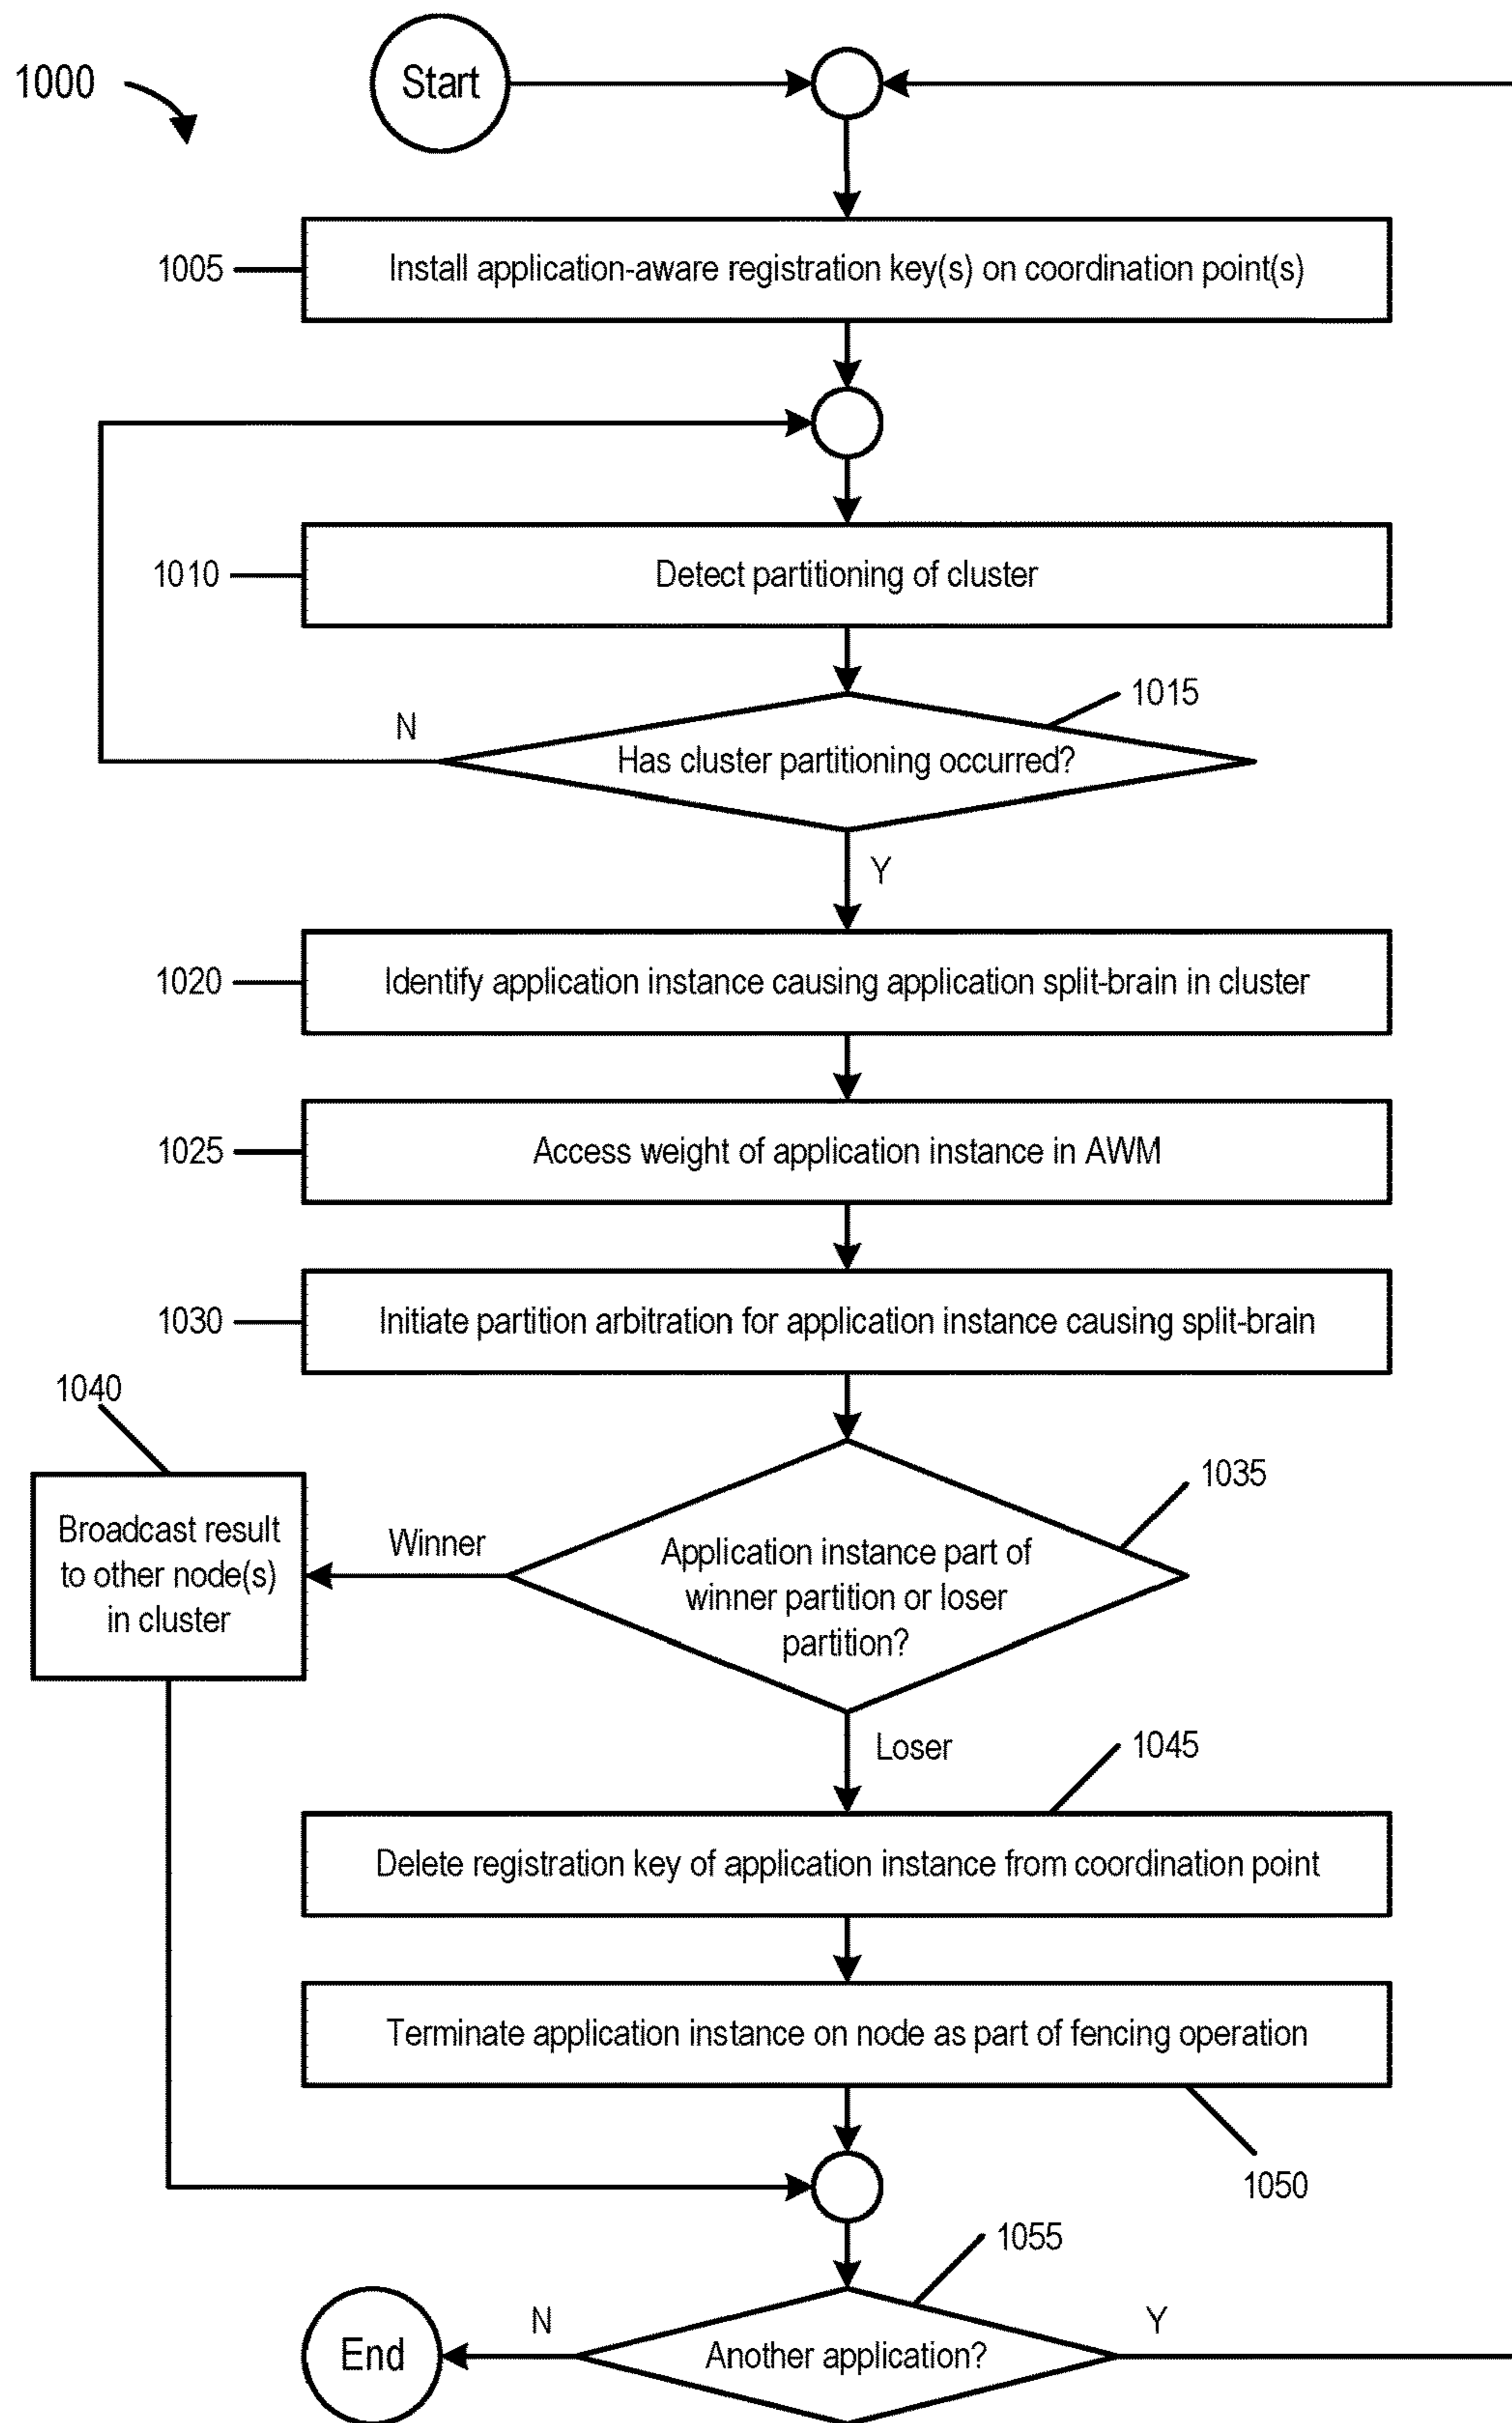 1000
Start
1005
Install application-aware registration key(s) on coordination point(s)
1010
Detect partitioning of cluster
1015
N
Has cluster partitioning occurred?
Y
1020
Identify application instance causing application split-brain in cluster
1025
Access weight of application instance in AWM
1030
Initiate partition arbitration for application instance causing split-brain
1040
Broadcast result
to other node(s)
in cluster
Winner
1035
Application instance part of
winner partition or loser
partition?
Loser
1045
Delete registration key of application instance from coordination point
Terminate application instance on node as part of fencing operation
1050
1055
End
N
Another application?
Y